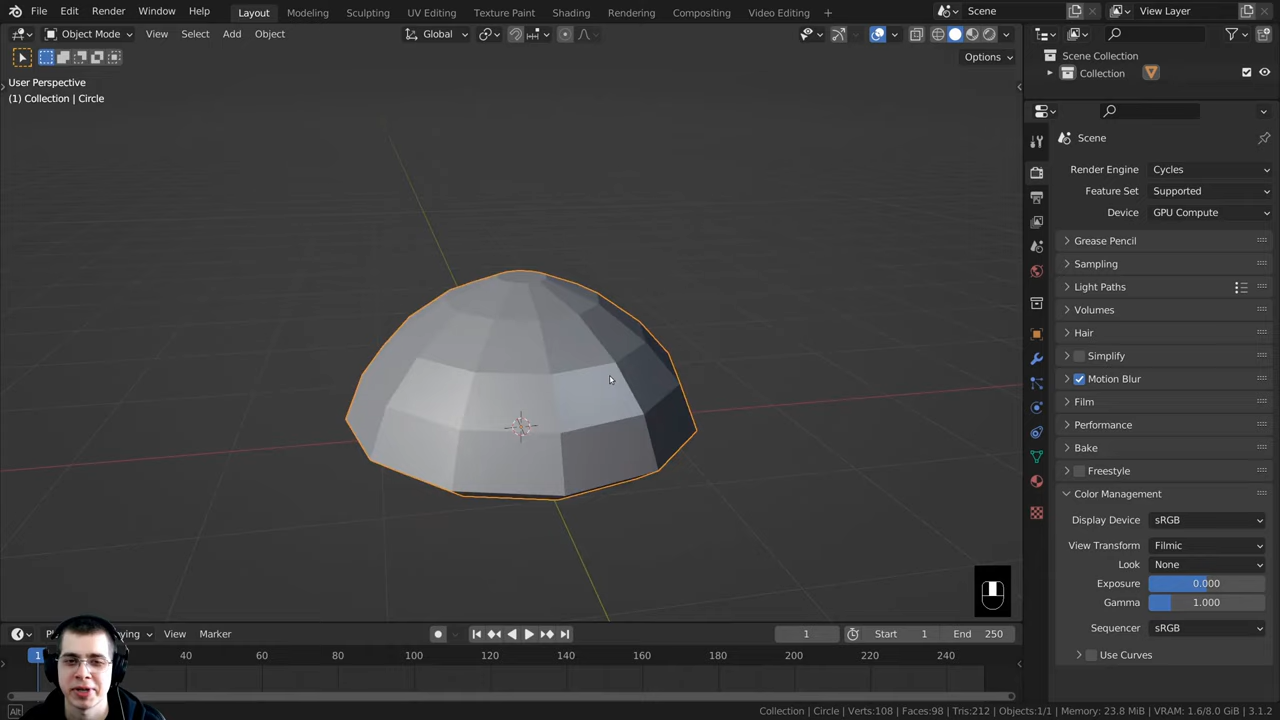 File Edit Render Window Help Layout Modeling Sculpting UV Editing Texture Paint Shading Rendering Compositing Video Editing + Scene View Layer
Object Mode View Select Add Object Global
Options
User Perspective
(1) Collection | Circle
Scene Collection
Collection
Scene
Render Engine Cycles
Feature Set Supported
Device GPU Compute
Grease Pencil
Sampling
Light Paths
Volumes
Hair
Simplify
Motion Blur
Film
Performance
Bake
Freestyle
Color Management
Display Device sRGB
View Transform Filmic
Look None
Exposure 0.000
Gamma 1.000
Sequencer sRGB
Use Curves
View Marker 1 Start 1 End 250
1 40 60 80 100 120 140 160 180 200 220 240
Alt Collection | Circle | Verts:108 | Faces:98 | Tris:212 | Objects:1/1 | Memory: 23.8 MiB | VRAM: 1.6/8.0 GiB | 3.1.2